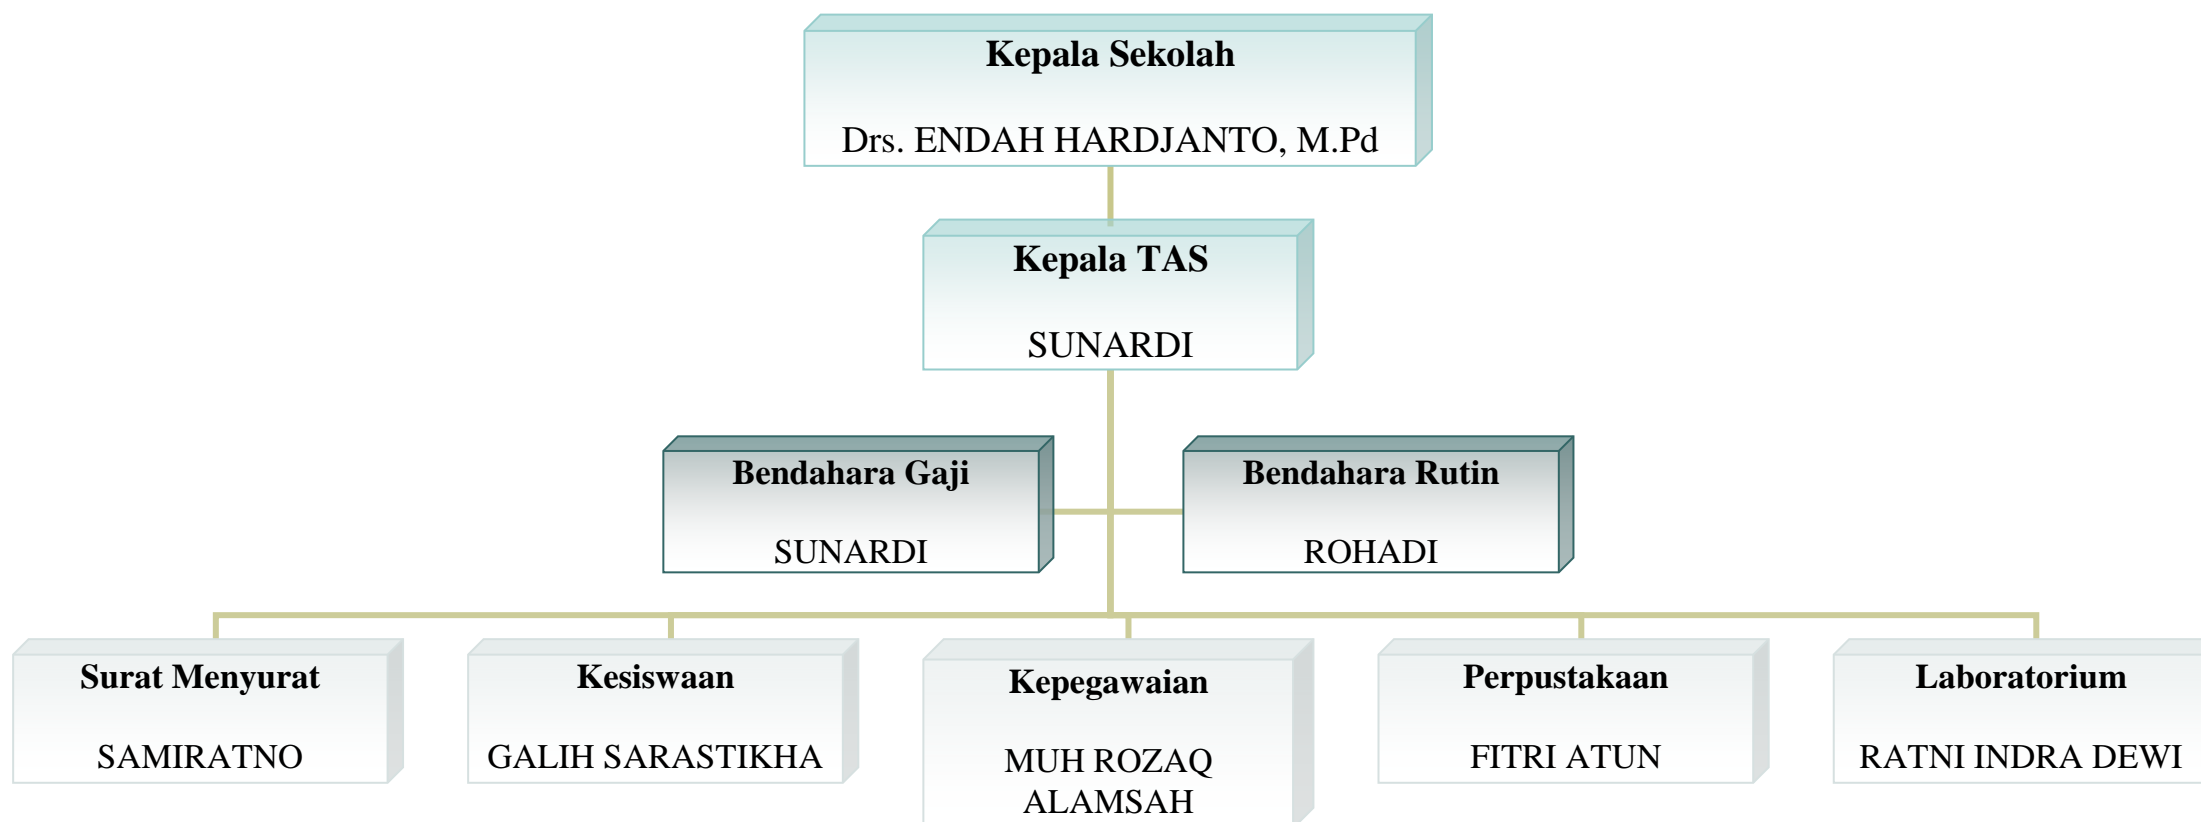 Kepala Sekolah
Drs. ENDAH HARDJANTO, M.Pd
Kepala TAS
SUNARDI
Bendahara Gaji
SUNARDI
Bendahara Rutin
ROHADI
Surat Menyurat
SAMIRATNO
Kesiswaan
GALIH SARASTIKHA
Kepegawaian
MUH ROZAQ
ALAMSAH
Perpustakaan
FITRI ATUN
Laboratorium
RATNI INDRA DEWI